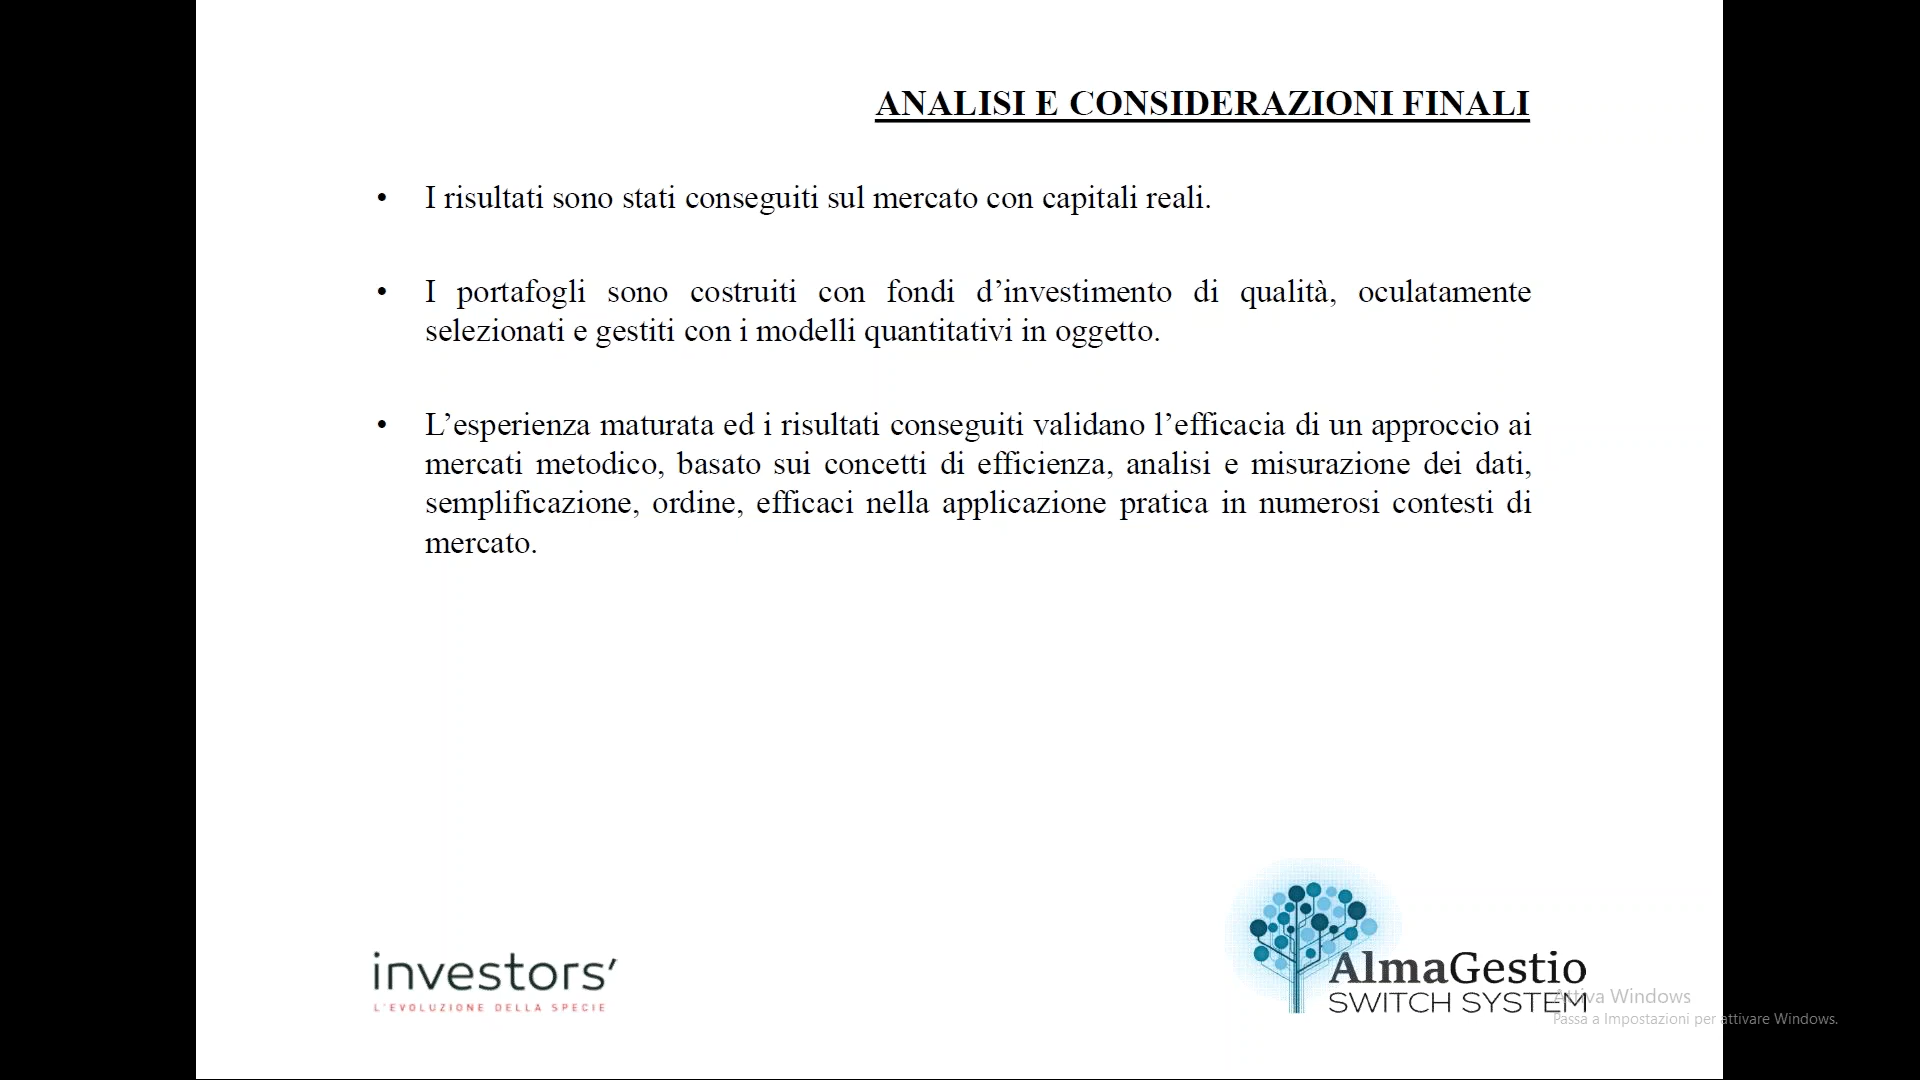 ANALISI E CONSIDERAZIONI FINALI
• I risultati sono stati conseguiti sul mercato con capitali reali.
• I portafogli sono costruiti con fondi d’investimento di qualità, oculatamente
selezionati e gestiti con i modelli quantitativi in oggetto.
• L’esperienza maturata ed i risultati conseguiti validano l’efficacia di un approccio ai
mercati metodico, basato sui concetti di efficienza, analisi e misurazione dei dati,
semplificazione, ordine, efficaci nella applicazione pratica in numerosi contesti di
mercato.
investors’
L'EVOLUZIONE DELLA SPECIE
AlmaGestio
SWITCH SYSTEM
Attiva Windows
Passa a Impostazioni per attivare Windows.